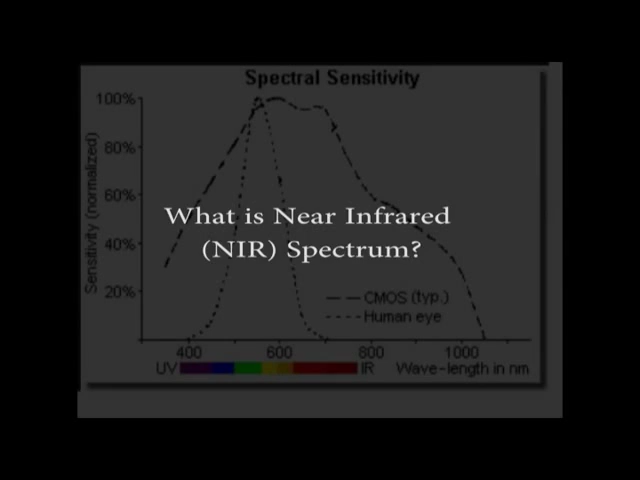 Spectral Sensitivity
100%
80%
60%
40%
20%
Sensitivity (normalized)
What is Near Infrared
(NIR) Spectrum?
CMOS (typ.)
Human eye
400 600 800 1000
UV IR Wave-length in nm